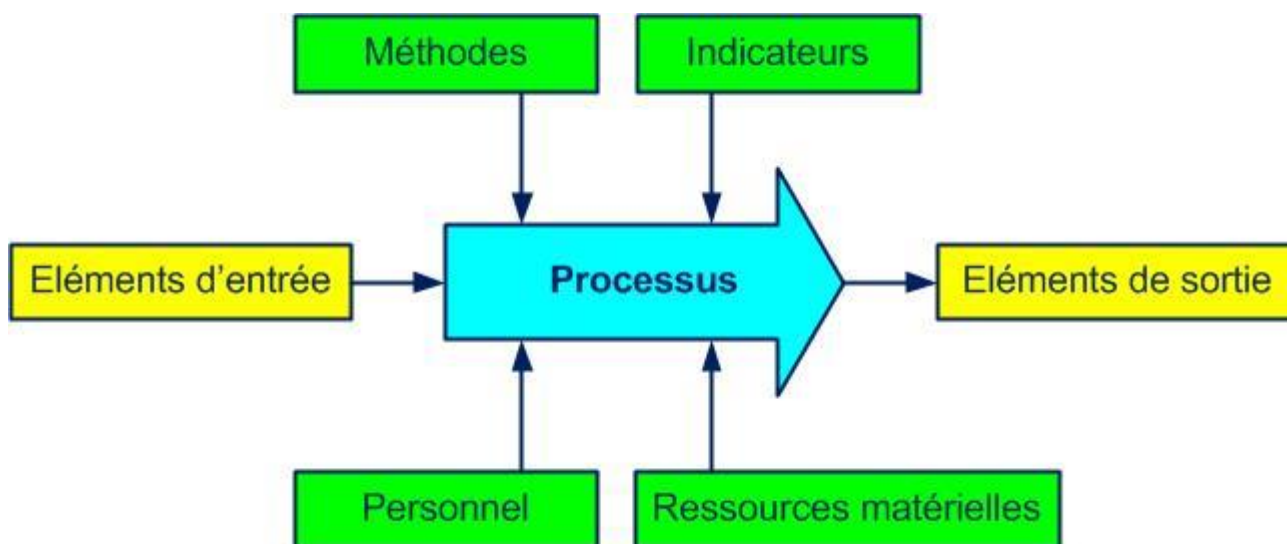 Méthodes
Indicateurs
Eléments d'entrée
Processus
Eléments de sortie
Personnel
Ressources matérielles